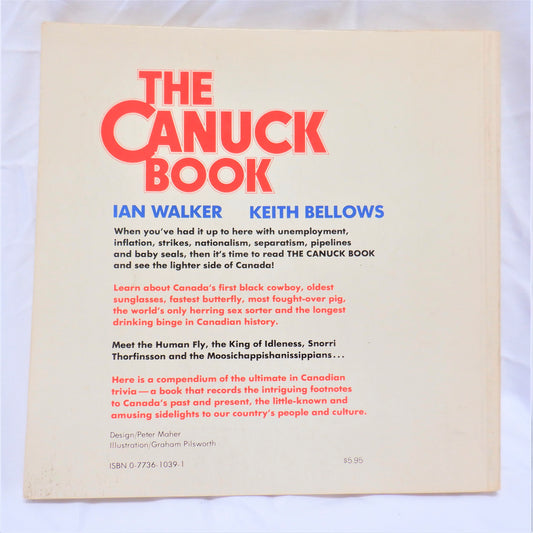 THE
CANUCK
BOOK
IAN WALKER KEITH BELLOWS
When you've had it up to here with unemployment,
inflation, strikes, nationalism, separatism, pipelines
and baby seals, then it's time to read THE CANUCK BOOK
and see the lighter side of Canada!
Learn about Canada's first black cowboy, oldest
sunglasses, fastest butterfly, most fought-over pig,
the world's only herring sex sorter and the longest
drinking binge in Canadian history.
Meet the Human Fly, the King of Idleness, Snorri
Thorfinsson and the Moosichappishanissippians...
Here is a compendium of the ultimate in Canadian
trivia—a book that records the intriguing footnotes
to Canada's past and present, the little-known and
amusing sidelights to our country's people and culture.
Design/Peter Maher
Illustration/Graham Pilsworth
ISBN 0-7736-1039-1
$5.95